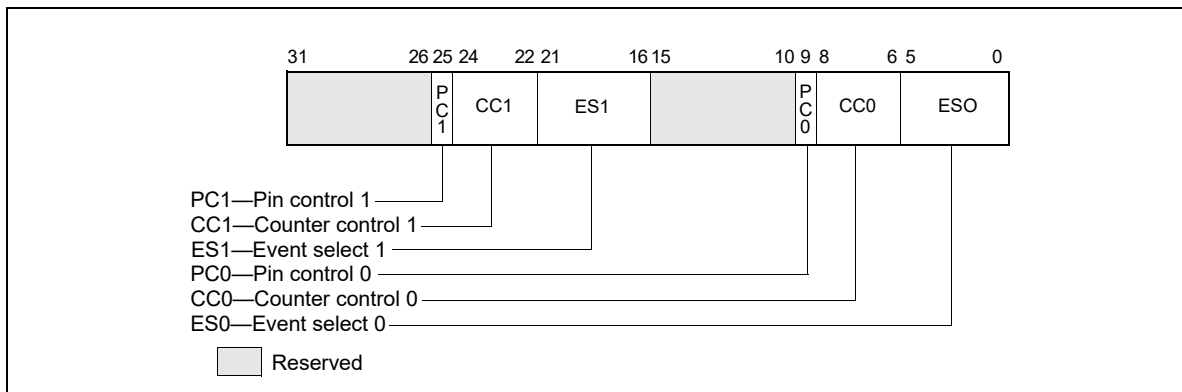 31 26 25 24 22 21 16 15 10 9 8 6 5 0
PC1 CC1 ES1 PC0 CC0 ESO
PC1—Pin control 1
CC1—Counter control 1
ES1—Event select 1
PC0—Pin control 0
CC0—Counter control 0
ES0—Event select 0
Reserved